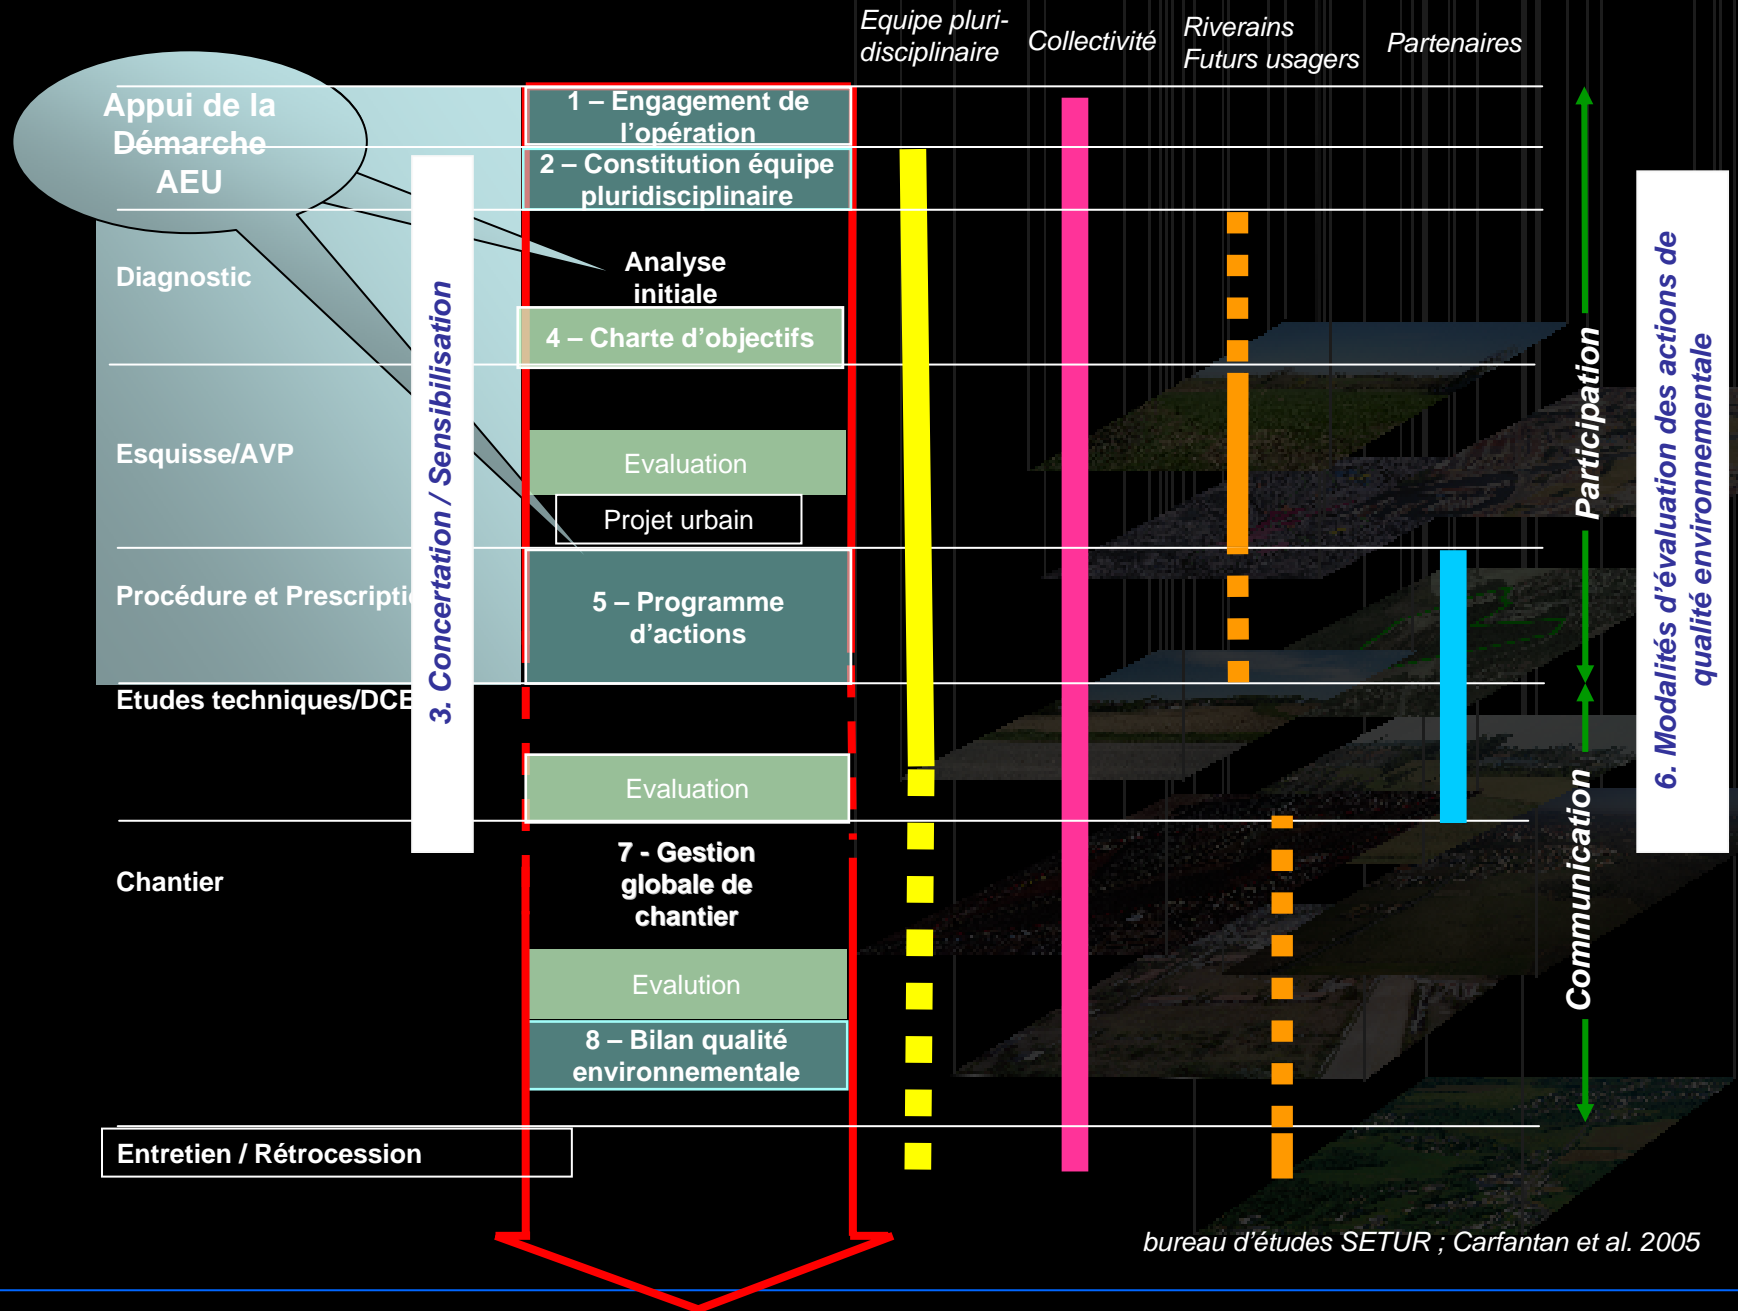 Equipe pluri-
disciplinaire
Collectivité
Riverains
Futurs usagers
Partenaires
Appui de la
Démarche
AEU
1 – Engagement de
l’opération
2 – Constitution équipe
pluridisciplinaire
Diagnostic
Analyse
initiale
4 – Charte d’objectifs
Esquisse/AVP
Evaluation
Projet urbain
Procédure et Prescripti
5 – Programme
d’actions
Etudes techniques/DCE
Evaluation
7 - Gestion
globale de
chantier
Chantier
Evalution
8 – Bilan qualité
environnementale
Entretien / Rétrocession
3. Concertation / Sensibilisation
Participation
Communication
6. Modalités d’évaluation des actions de
qualité environnementale
bureau d’études SETUR ; Carfantan et al. 2005